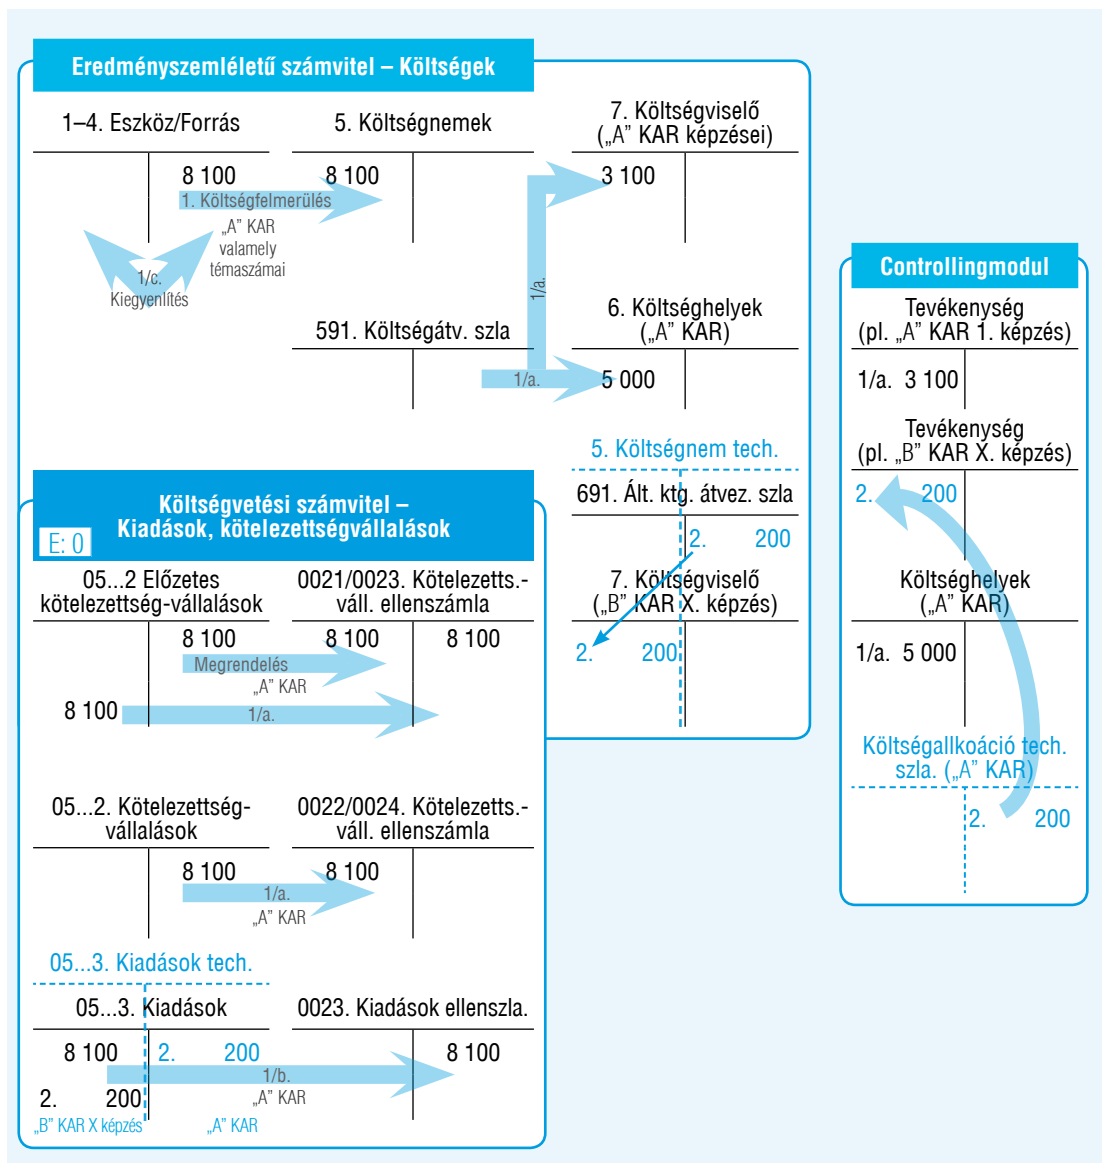 Eredményszemléletű számvitel – Költségek
1–4. Eszköz/Forrás
8 100
1. Költségfelmerülés
„A” KAR
valamely
témaszámai
1/c.
Kiegyenlítés
5. Költségnemek
8 100
7. Költségviselő
(„A” KAR képzései)
3 100
1/a.
591. Költségátv. szla
1/a.
6. Költséghelyek
(„A” KAR)
5 000
5. Költségnem tech.
691. Ált. ktg. átvez. szla
2. 200
7. Költségviselő
(„B” KAR X. képzés)
2. 200
Költségvetési számvitel –
Kiadások, kötelezettségvállalások
E: 0
05...2 Előzetes
kötelezettség-vállalások
8 100
Megrendelés
„A” KAR
8 100
1/a.
0021/0023. Kötelezetts.-
váll. ellenszámla
8 100 8 100
05...2. Kötelezettség-
vállalások
8 100
1/a.
„A” KAR
0022/0024. Kötelezetts.-
váll. ellenszámla
8 100
05...3. Kiadások tech.
05...3. Kiadások
8 100 2. 200
1/b.
„A” KAR
2. 200
„B” KAR X képzés „A” KAR
0023. Kiadások ellenszla.
8 100
Controllingmodul
Tevékenység
(pl. „A” KAR 1. képzés)
1/a. 3 100
Tevékenység
(pl. „B” KAR X. képzés)
2. 200
Költséghelyek
(„A” KAR)
1/a. 5 000
Költségallkoáció tech.
szla. („A” KAR)
2. 200